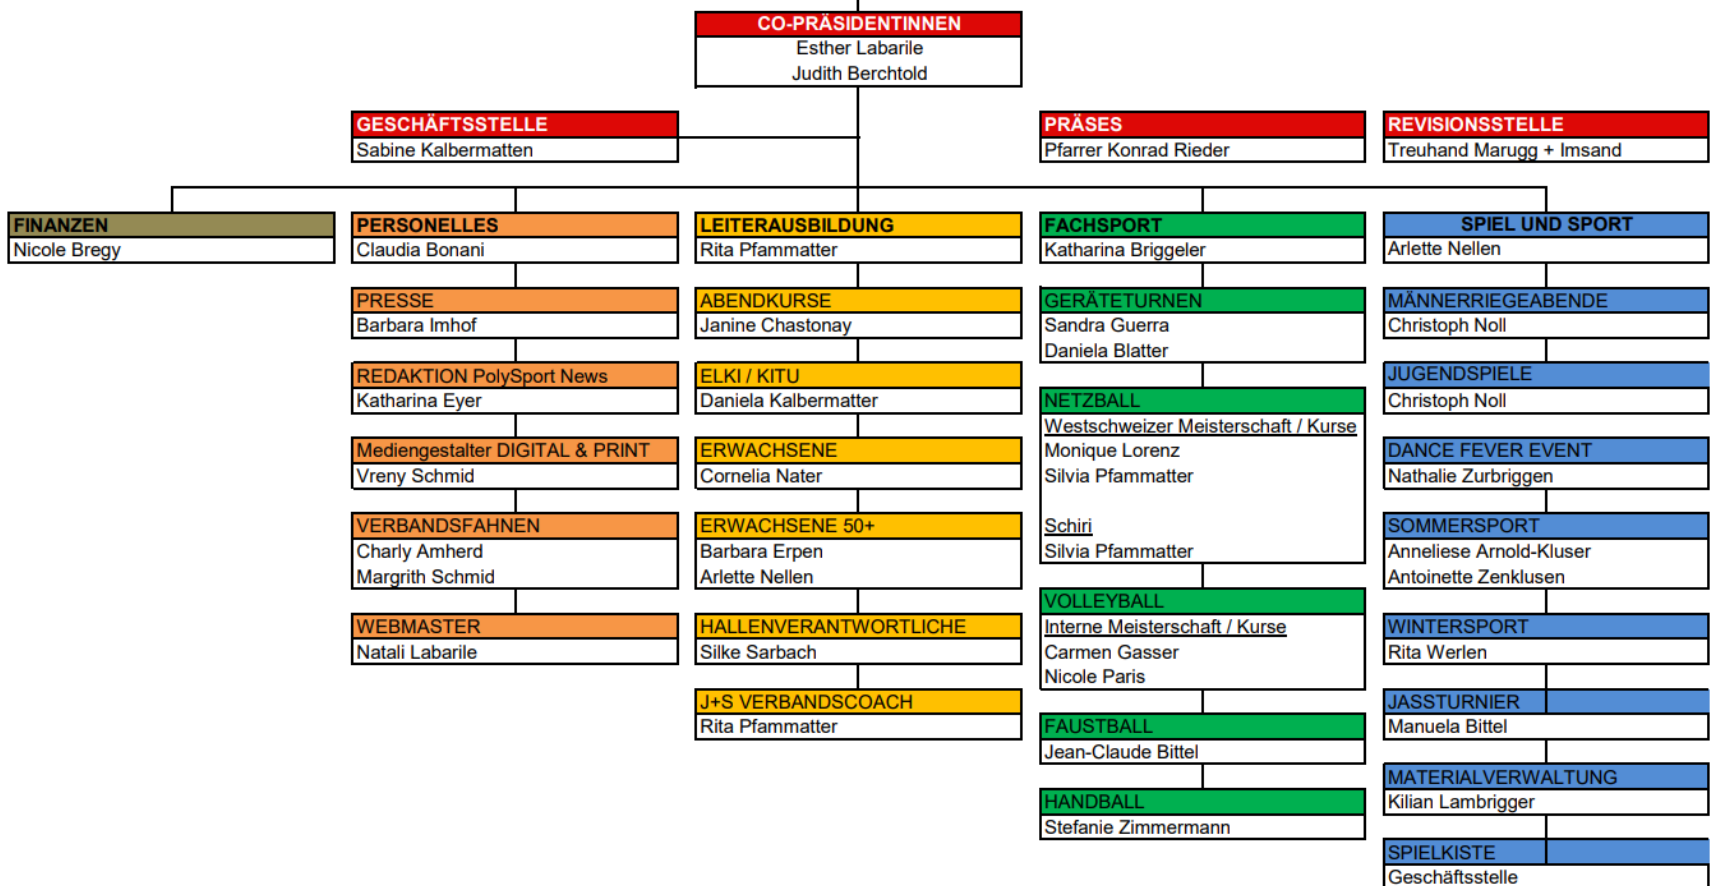 CO-PRÄSIDENTINNEN
Esther Labarile
Judith Berchtold
GESCHÄFTSSTELLE
Sabine Kalbermatten
PRÄSES
Pfarrer Konrad Rieder
REVISIONSSTELLE
Treuhand Marugg + Imsand
FINANZEN
Nicole Bregy
PERSONELLES
Claudia Bonani
PRESSE
Barbara Imhof
REDAKTION PolySport News
Katharina Eyer
Mediengestalter DIGITAL & PRINT
Vreny Schmid
VERBANDSFAHNEN
Charly Amherd
Margrith Schmid
WEBMASTER
Natali Labarile
LEITERAUSBILDUNG
Rita Pfammatter
ABENDKURSE
Janine Chastonay
ELKI / KITU
Daniela Kalbermatter
ERWACHSENE
Cornelia Nater
ERWACHSENE 50+
Barbara Erpen
Arlette Nellen
HALLENVERANTWORTLICHE
Silke Sarbach
J+S VERBANDSCOACH
Rita Pfammatter
FACHSPORT
Katharina Briggeler
GERÄTETURNEN
Sandra Guerra
Daniela Blatter
NETZBALL
Westschweizer Meisterschaft / Kurse
Monique Lorenz
Silvia Pfammatter
Schiri
Silvia Pfammatter
VOLLEYBALL
Interne Meisterschaft / Kurse
Carmen Gasser
Nicole Paris
FAUSTBALL
Jean-Claude Bittel
HANDBALL
Stefanie Zimmermann
SPIEL UND SPORT
Arlette Nellen
MÄNNERRIEGEABENDE
Christoph Noll
JUGENDSPIELE
Christoph Noll
DANCE FEVER EVENT
Nathalie Zurbriggen
SOMMERSPORT
Anneliese Arnold-Kluser
Antoinette Zenklusen
WINTERSPORT
Rita Werlen
JASSTURNIER
Manuela Bittel
MATERIALVERWALTUNG
Kilian Lambrigger
SPIELKISTE
Geschäftsstelle